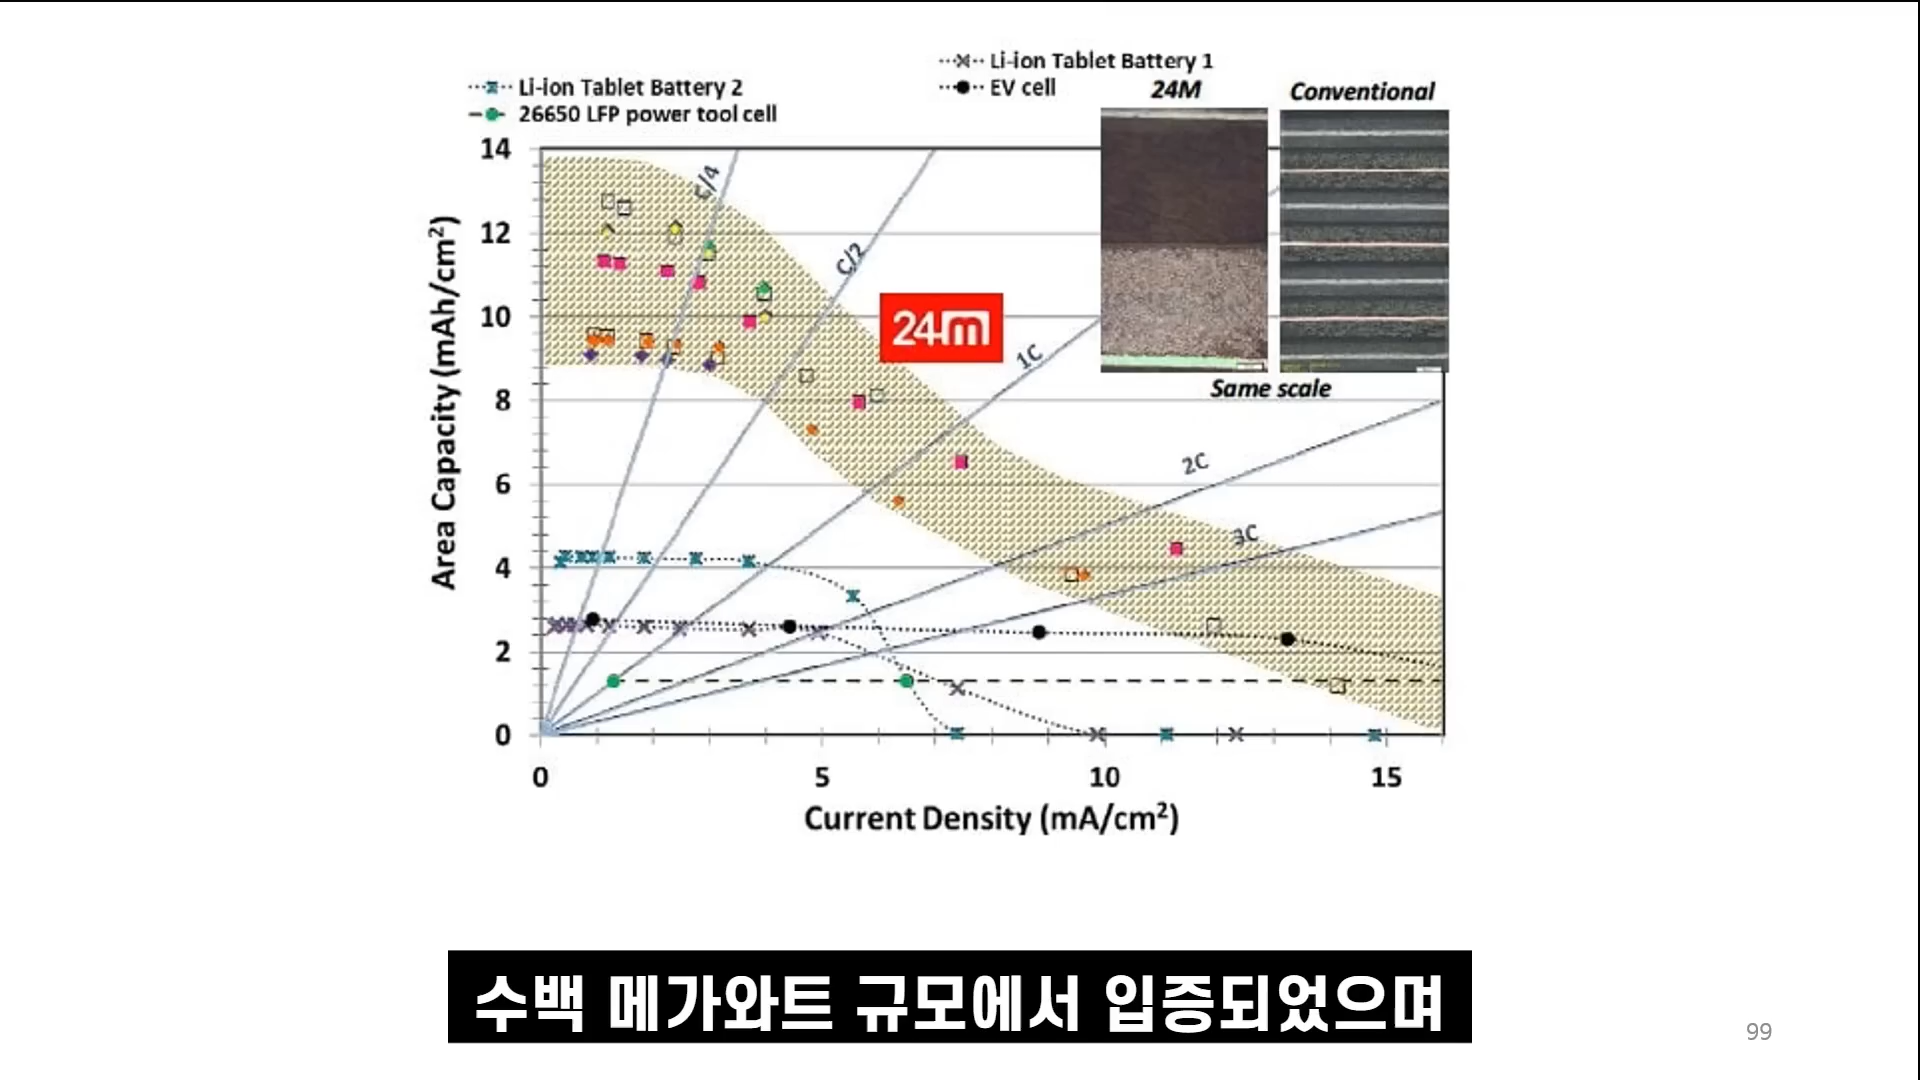 Li-ion Tablet Battery 1
Li-ion Tablet Battery 2
EV cell
26650 LFP power tool cell
24M
Conventional
14
12
10
8
6
4
2
0
Area Capacity (mAh/cm²)
C/4
C/2
1C
2C
3C
24m
Same scale
0
5
10
15
Current Density (mA/cm²)
수백 메가와트 규모에서 입증되었으며
99